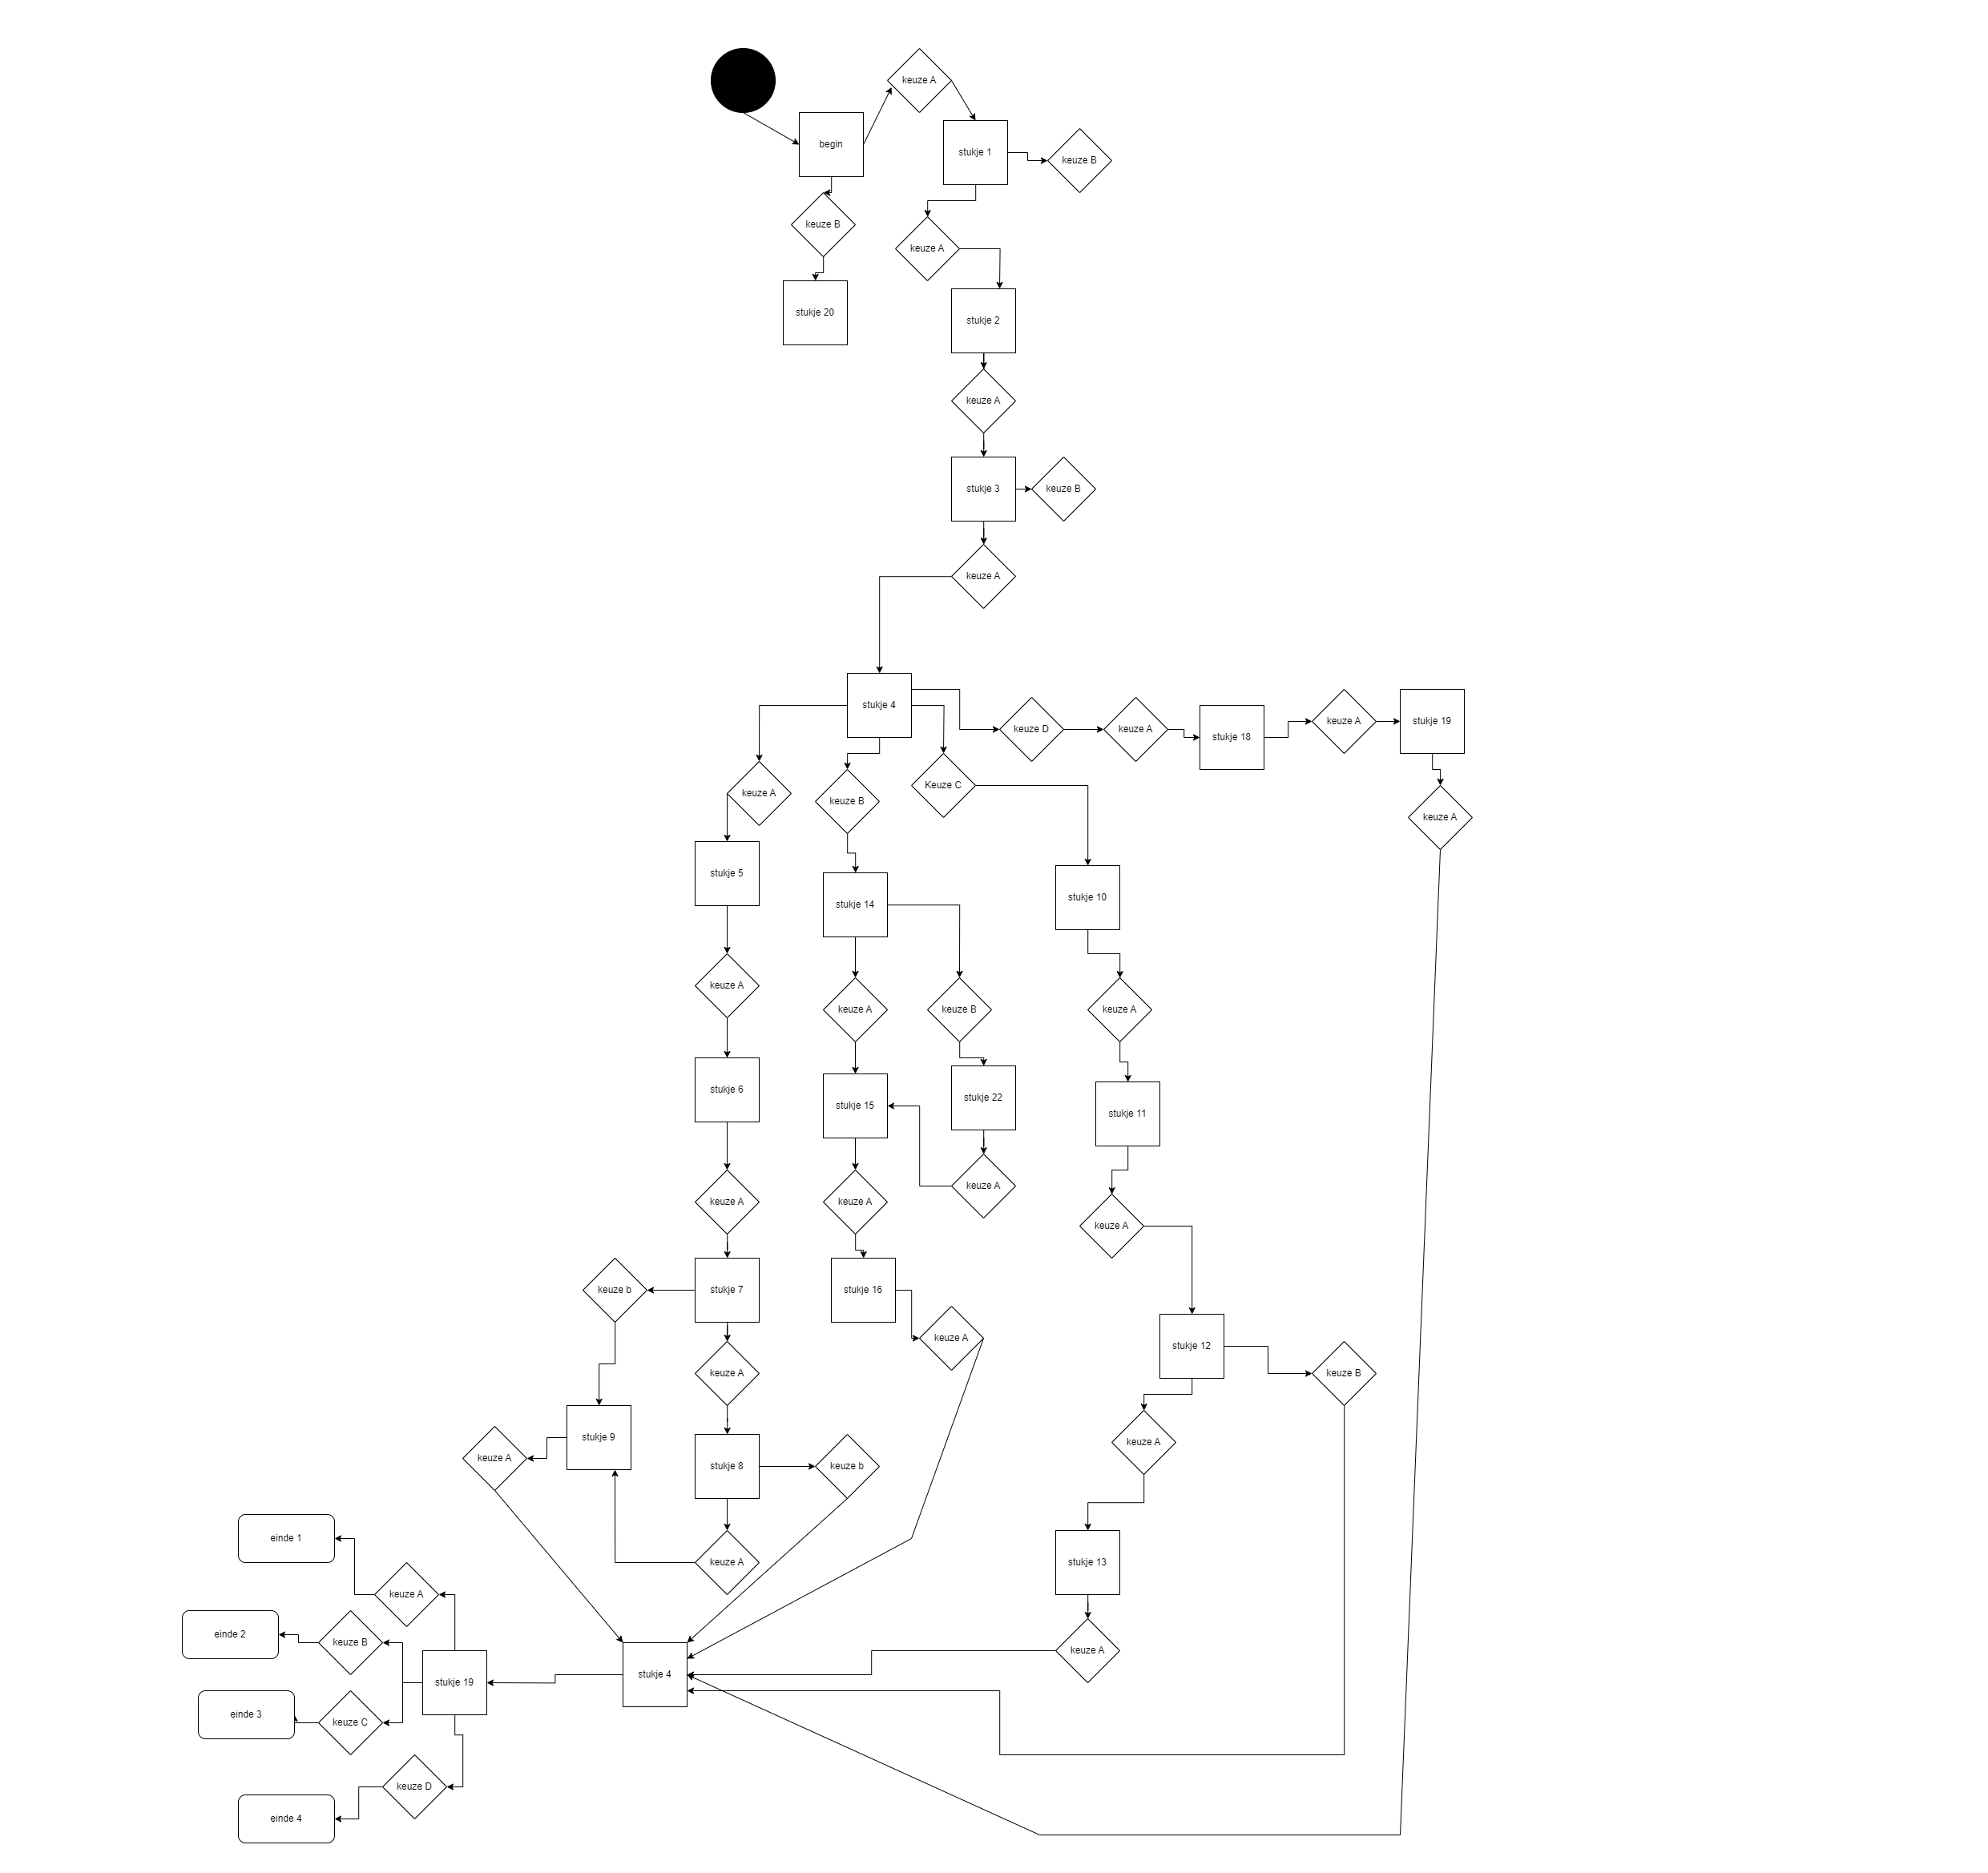 keuze A
begin
stukje 1
keuze B
keuze B
keuze A
stukje 20
stukje 2
keuze A
stukje 3
keuze B
keuze A
stukje 4
keuze D
keuze A
stukje 18
keuze A
stukje 19
keuze A
keuze B
Keuze C
keuze A
stukje 5
stukje 14
stukje 10
keuze A
keuze A
keuze B
keuze A
stukje 6
stukje 15
stukje 22
stukje 11
keuze A
keuze A
keuze A
keuze A
keuze b
stukje 7
stukje 16
keuze A
stukje 12
keuze B
keuze A
stukje 9
keuze A
keuze A
stukje 8
keuze b
einde 1
keuze A
stukje 13
keuze A
einde 2
keuze B
keuze A
stukje 19
stukje 4
einde 3
keuze C
keuze D
einde 4